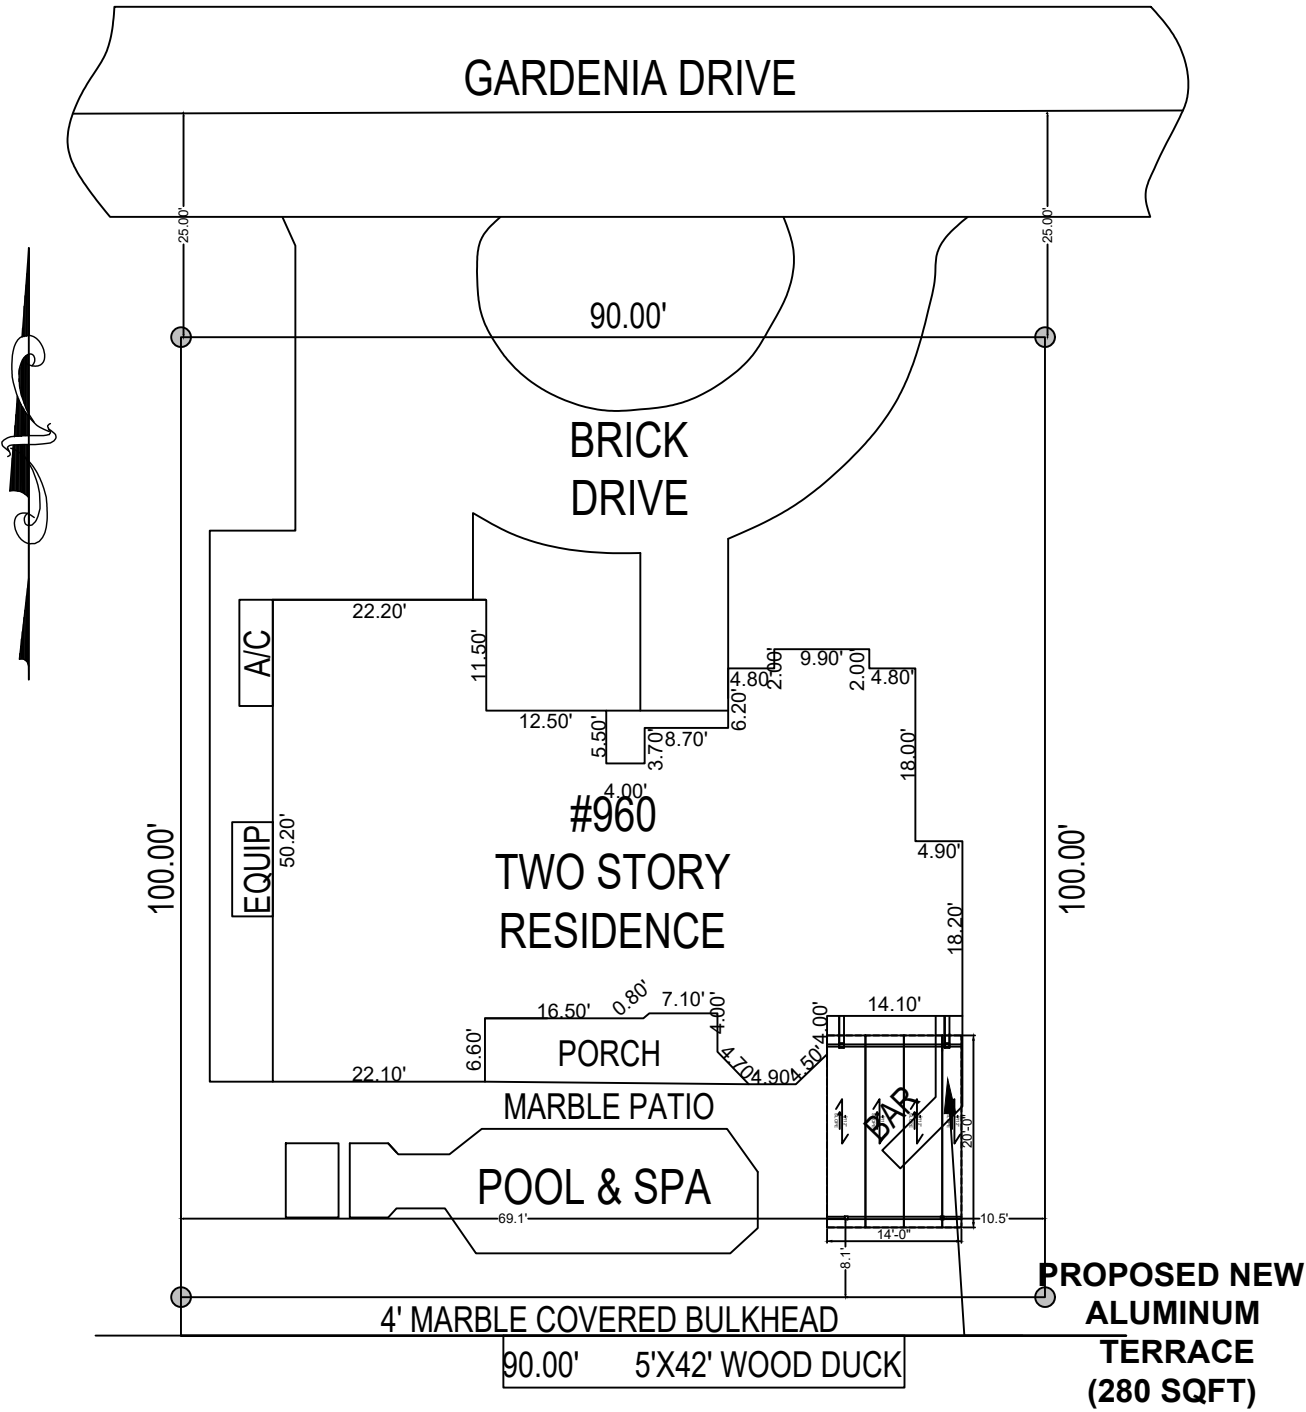 GARDENIA DRIVE
25.00'
25.00'
90.00'
BRICK
DRIVE
22.20'
A/C
11.50'
12.50'
5.50'
4.00'
3.70'
8.70'
6.20'
4.80'
2.00'
9.90'
2.00'
4.80'
18.00'
4.90'
18.20'
100.00'
100.00'
EQUIP
50.20'
#960
TWO STORY
RESIDENCE
16.50'
0.80'
7.10'
4.00'
4.70'
4.90'
4.50'
4.00'
14.10'
6.60'
PORCH
22.10'
MARBLE PATIO
BAR
20'-0"
POOL & SPA
69.1'
10.5'
14'-0"
8.1'
4' MARBLE COVERED BULKHEAD
90.00' 5'X42' WOOD DUCK
PROPOSED NEW
ALUMINUM
TERRACE
(280 SQFT)